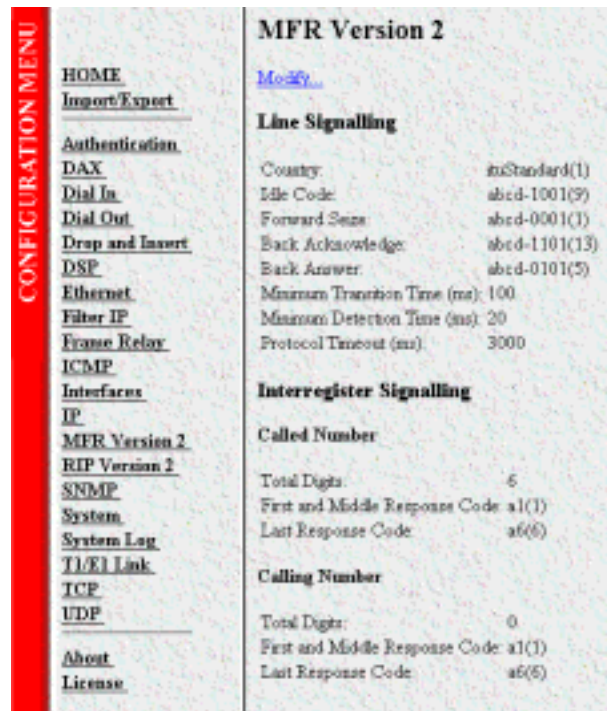 CONFIGURATION MENU
HOME
Import/Export
Authentication
DAX
Dial In
Dial Out
Drop and Insert
DSP
Ethernet
Filter IP
Frame Relay
ICMP
Interfaces
IP
MFR Version 2
RIP Version 2
SNMP
System
System Log
T1/E1 Link
TCP
UDP
About
License
MFR Version 2
Modify...
Line Signalling
Country: ituStandard(1)
Idle Code: abcd-1001(9)
Forward Seize: abcd-0001(1)
Back Acknowledge: abcd-1101(13)
Back Answer: abcd-0101(5)
Minimum Transition Time (ms): 100
Minimum Detection Time (ms): 20
Protocol Timeout (ms): 3000
Interregister Signalling
Called Number
Total Digits: 6
First and Middle Response Code: a1(1)
Last Response Code: a6(6)
Calling Number
Total Digits: 0
First and Middle Response Code: a1(1)
Last Response Code: a6(6)